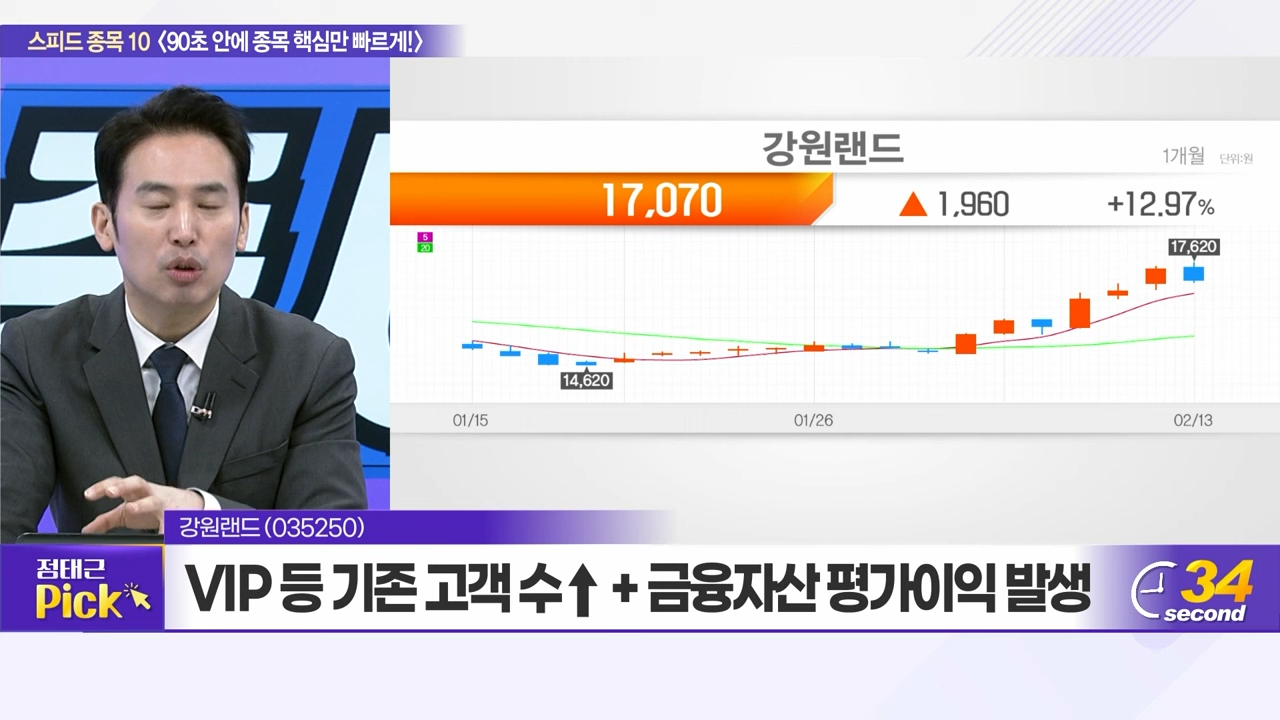 스피드 종목 10 〈90초 안에 종목 핵심만 빠르게!〉
강원랜드
1개월 단위:원
17,070 ▲ 1,960 +12.97%
5
20
17,620
14,620
01/15 01/26 02/13
강원랜드 (035250)
정태근
Pick
VIP 등 기존 고객 수↑ + 금융자산 평가이익 발생
34
second